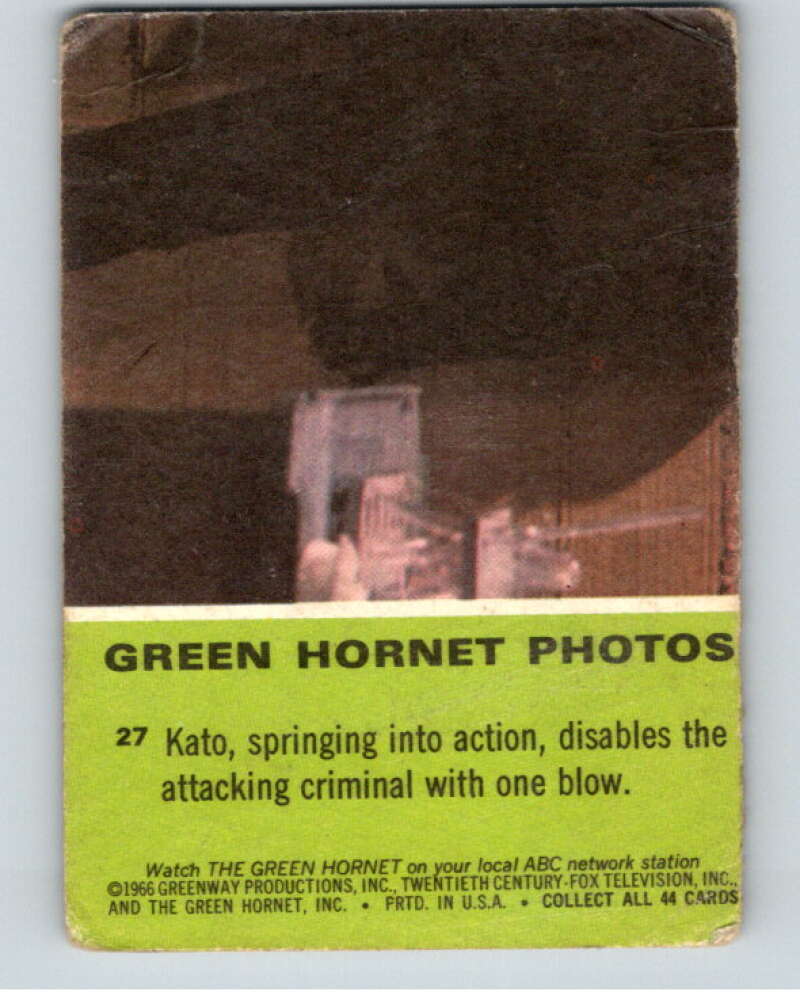 GREEN HORNET PHOTOS
27 Kato, springing into action, disables the
attacking criminal with one blow.
Watch THE GREEN HORNET on your local ABC network station
©1966 GREENWAY PRODUCTIONS, INC., TWENTIETH CENTURY-FOX TELEVISION, INC.,
AND THE GREEN HORNET, INC. • PRTD. IN U.S.A. • COLLECT ALL 44 CARDS